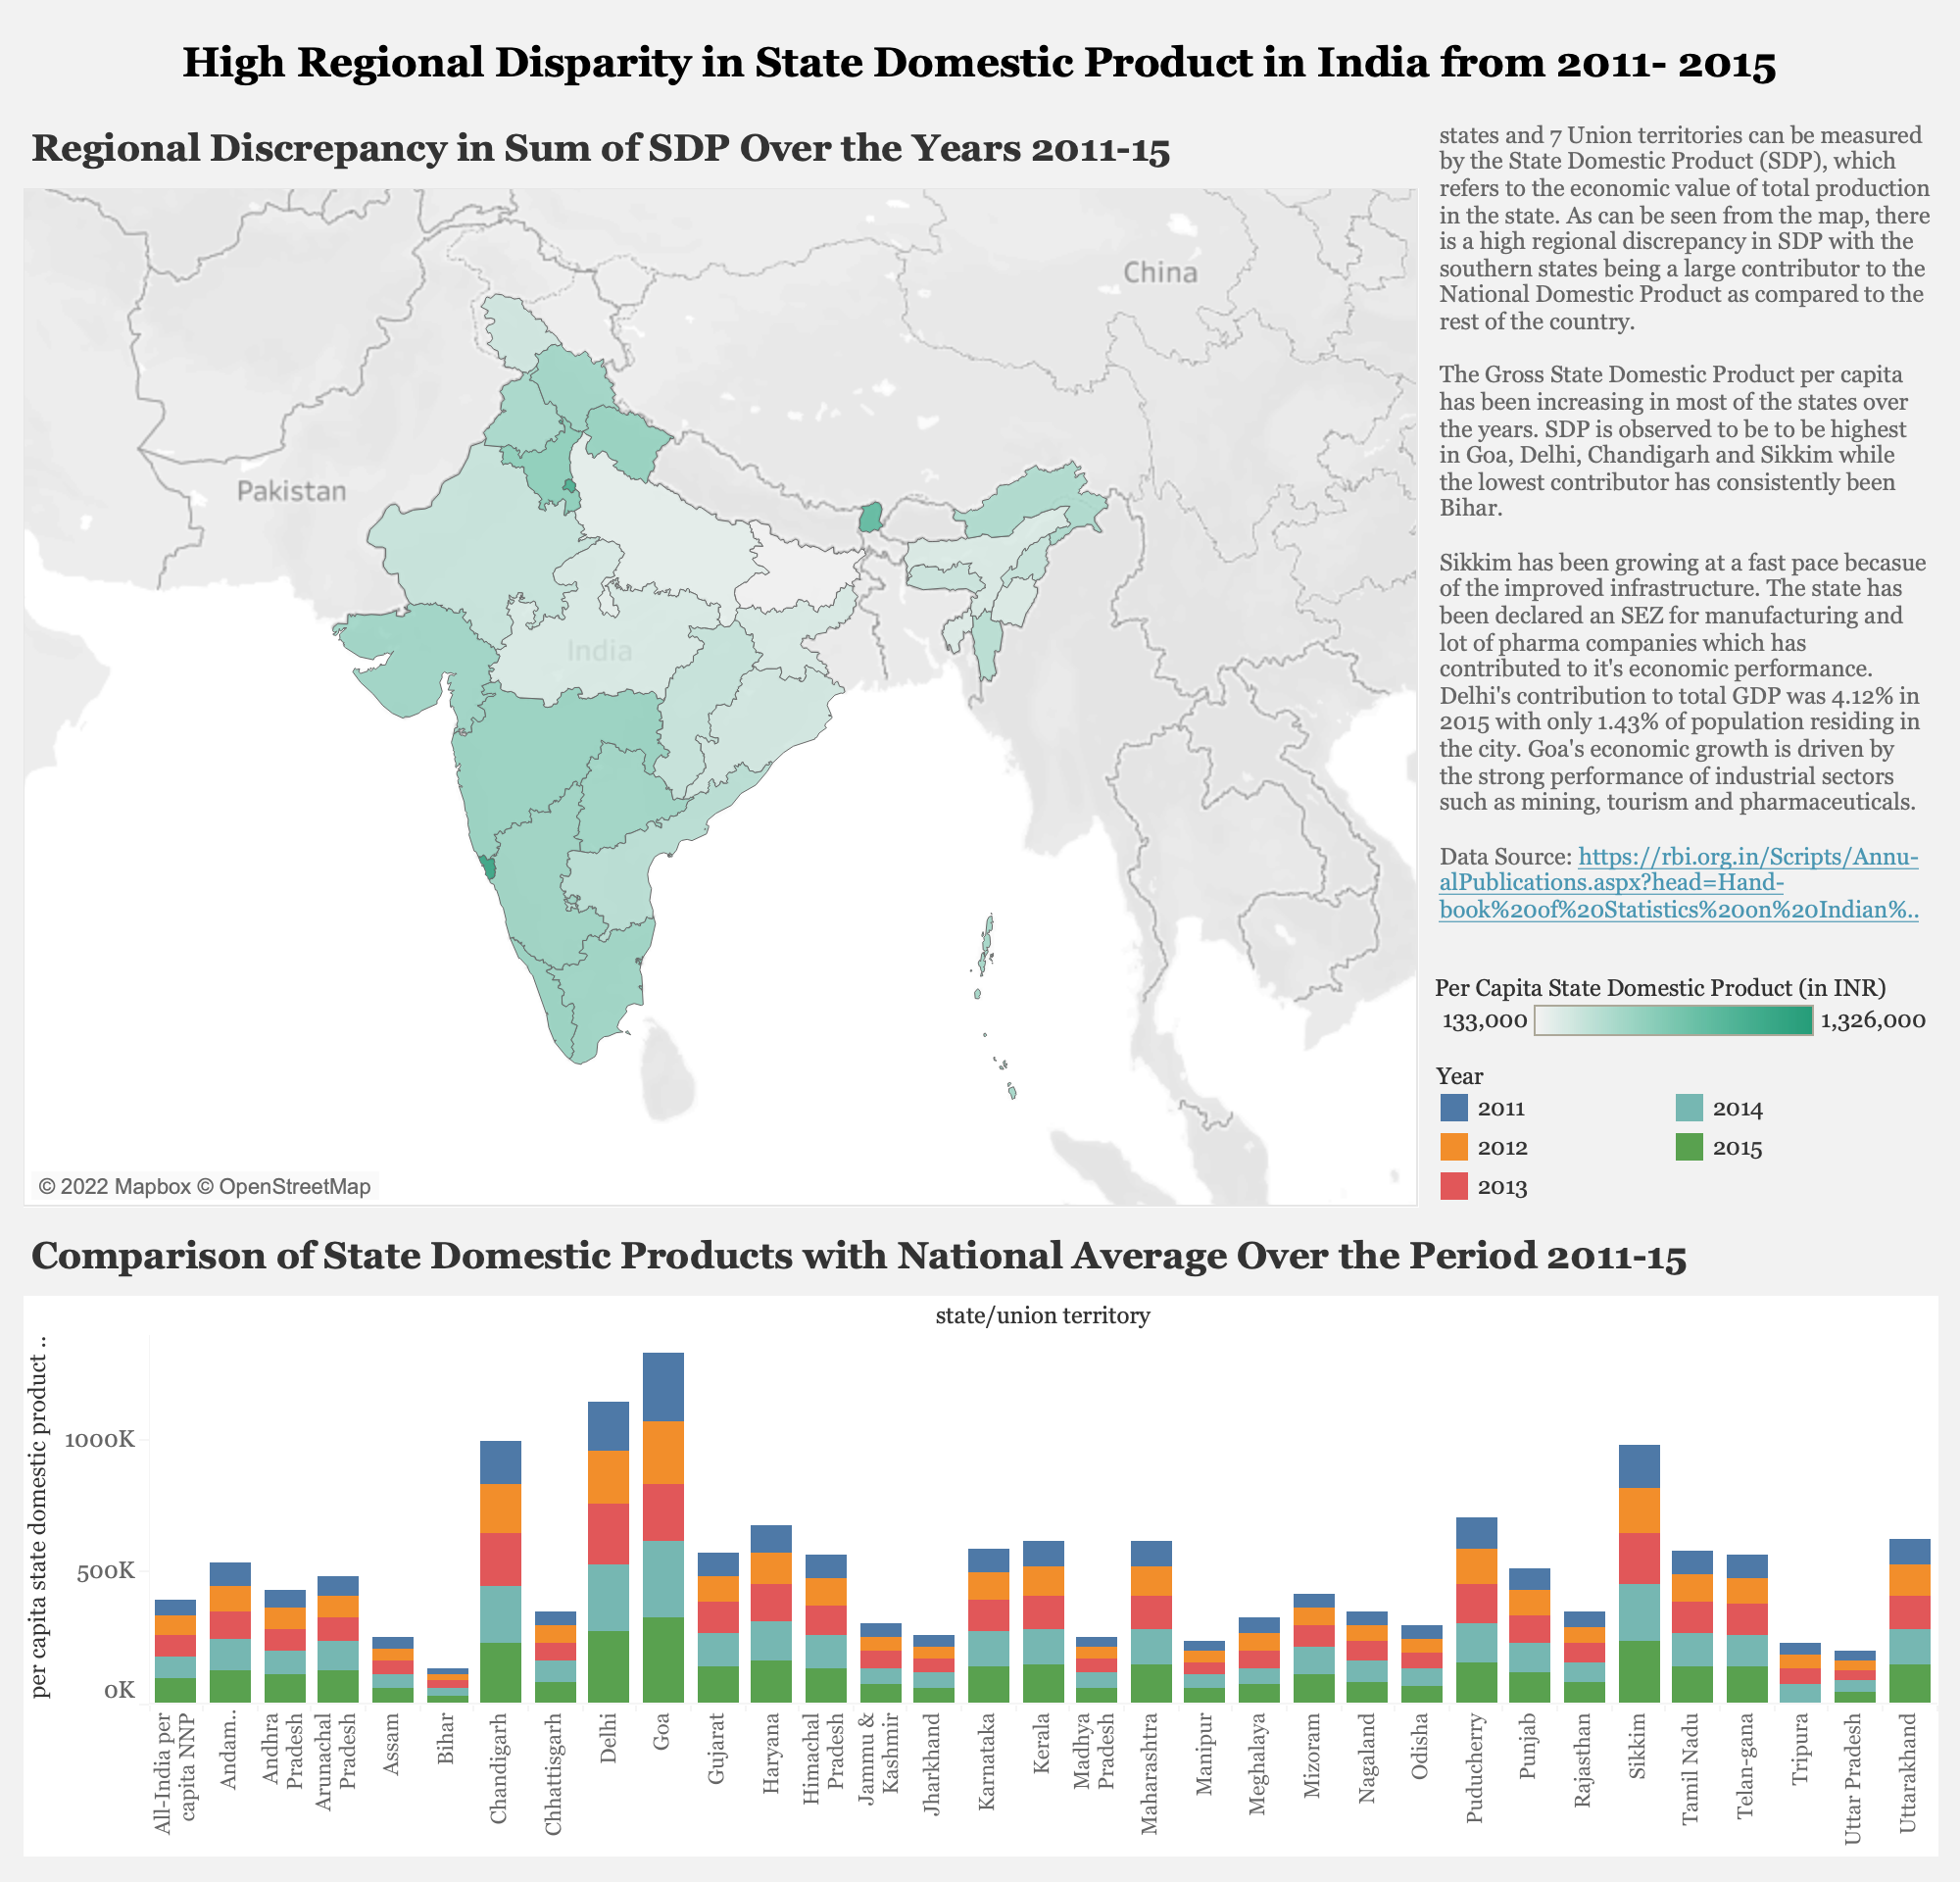 High Regional Disparity in State Domestic Product in India from 2011- 2015
Regional Discrepancy in Sum of SDP Over the Years 2011-15
China
Pakistan
India
© 2022 Mapbox © OpenStreetMap
states and 7 Union territories can be measured
by the State Domestic Product (SDP), which
refers to the economic value of total production
in the state. As can be seen from the map, there
is a high regional discrepancy in SDP with the
southern states being a large contributor to the
National Domestic Product as compared to the
rest of the country.
The Gross State Domestic Product per capita
has been increasing in most of the states over
the years. SDP is observed to be to be highest
in Goa, Delhi, Chandigarh and Sikkim while
the lowest contributor has consistently been
Bihar.
Sikkim has been growing at a fast pace becasue
of the improved infrastructure. The state has
been declared an SEZ for manufacturing and
lot of pharma companies which has
contributed to it's economic performance.
Delhi's contribution to total GDP was 4.12% in
2015 with only 1.43% of population residing in
the city. Goa's economic growth is driven by
the strong performance of industrial sectors
such as mining, tourism and pharmaceuticals.
Data Source: https://rbi.org.in/Scripts/Annu-
alPublications.aspx?head=Hand-
book%20of%20Statistics%20on%20Indian%..
Per Capita State Domestic Product (in INR)
133,000 1,326,000
Year
2011
2012
2013
2014
2015
Comparison of State Domestic Products with National Average Over the Period 2011-15
state/union territory
per capita state domestic product ..
1000K
500K
0K
All-India per
capita NNP
Andam..
Andhra
Pradesh
Arunachal
Pradesh
Assam
Bihar
Chandigarh
Chhattisgarh
Delhi
Goa
Gujarat
Haryana
Himachal
Pradesh
Jammu &
Kashmir
Jharkhand
Karnataka
Kerala
Madhya
Pradesh
Maharashtra
Manipur
Meghalaya
Mizoram
Nagaland
Odisha
Puducherry
Punjab
Rajasthan
Sikkim
Tamil Nadu
Telan-gana
Tripura
Uttar Pradesh
Uttarakhand